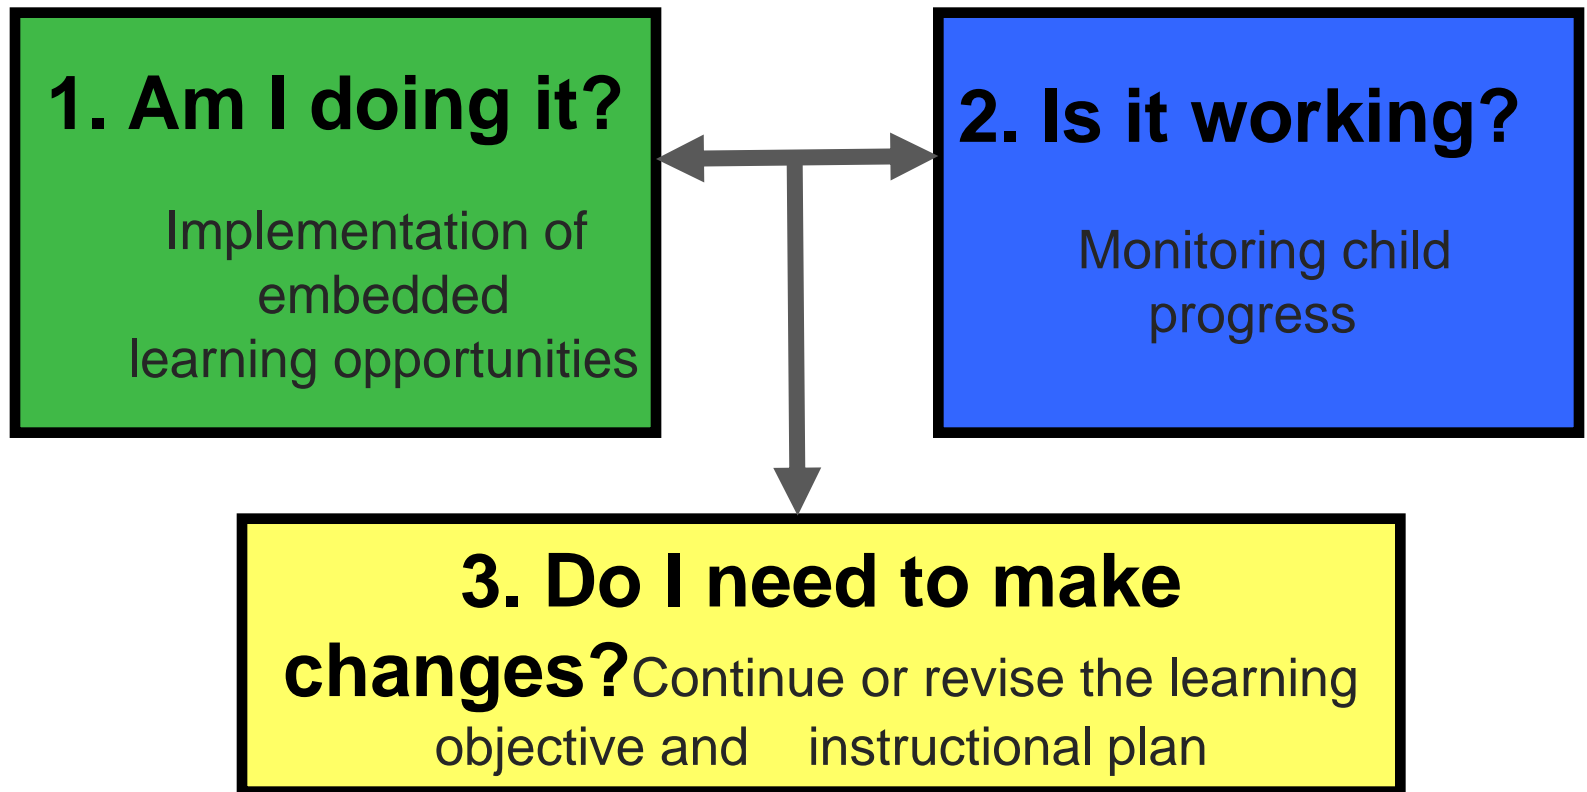 1. Am I doing it?
Implementation of
embedded
learning opportunities
2. Is it working?
Monitoring child
progress
3. Do I need to make
changes?Continue or revise the learning
objective and    instructional plan